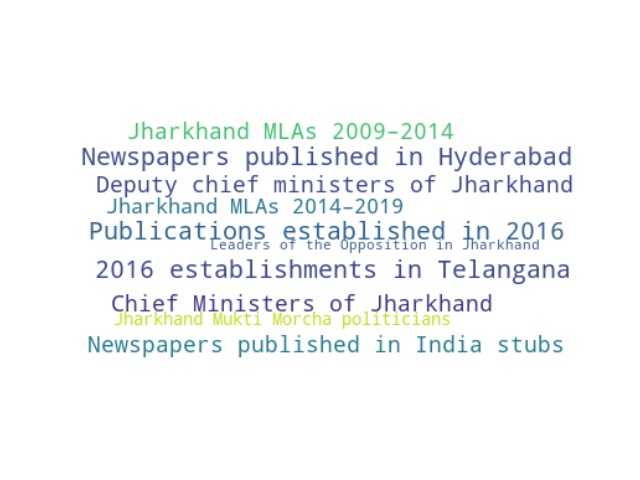 Jharkhand MLAs 2009–2014
Newspapers published in Hyderabad
Deputy chief ministers of Jharkhand
Jharkhand MLAs 2014–2019
Publications established in 2016
Leaders of the Opposition in Jharkhand
2016 establishments in Telangana
Chief Ministers of Jharkhand
Jharkhand Mukti Morcha politicians
Newspapers published in India stubs